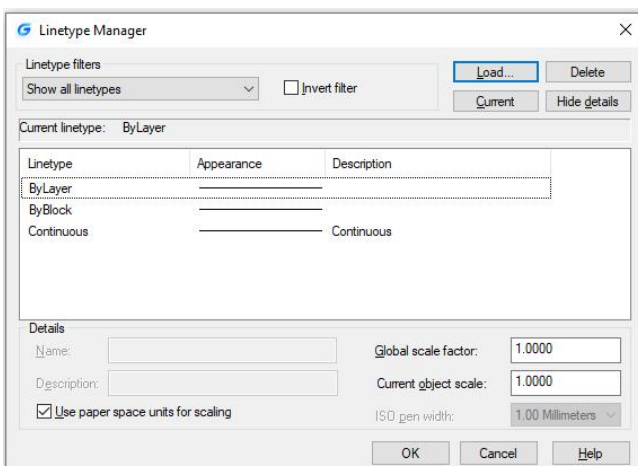 Linetype Manager
Linetype filters
Show all linetypes
Invert filter
Load...
Delete
Current
Hide details
Current linetype: ByLayer
Linetype Appearance Description
ByLayer
ByBlock
Continuous Continuous
Details
Name:
Global scale factor: 1.0000
Description:
Current object scale: 1.0000
Use paper space units for scaling
ISO pen width: 1.00 Millimeters
OK Cancel Help